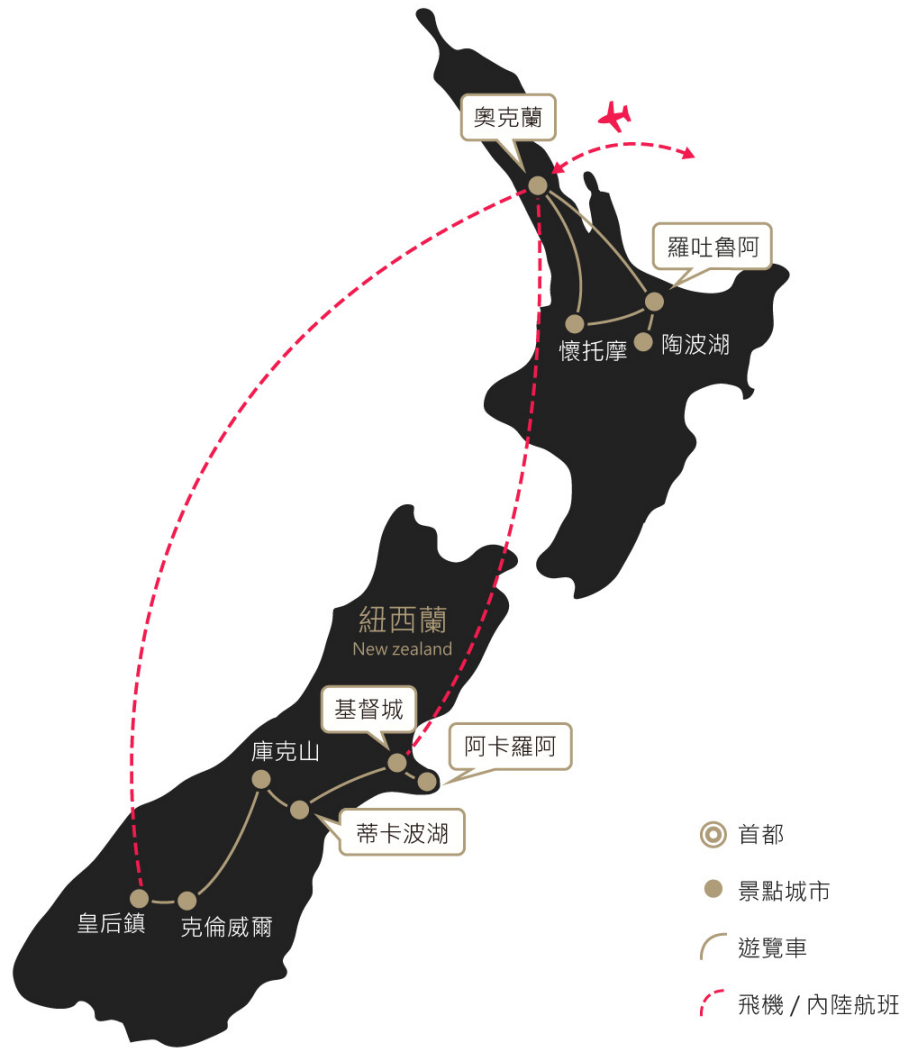 奧克蘭
羅吐魯阿
懷托摩
陶波湖
紐西蘭
New zealand
基督城
阿卡羅阿
庫克山
蒂卡波湖
皇后鎮
克倫威爾
首都
景點城市
遊覽車
飛機 / 內陸航班